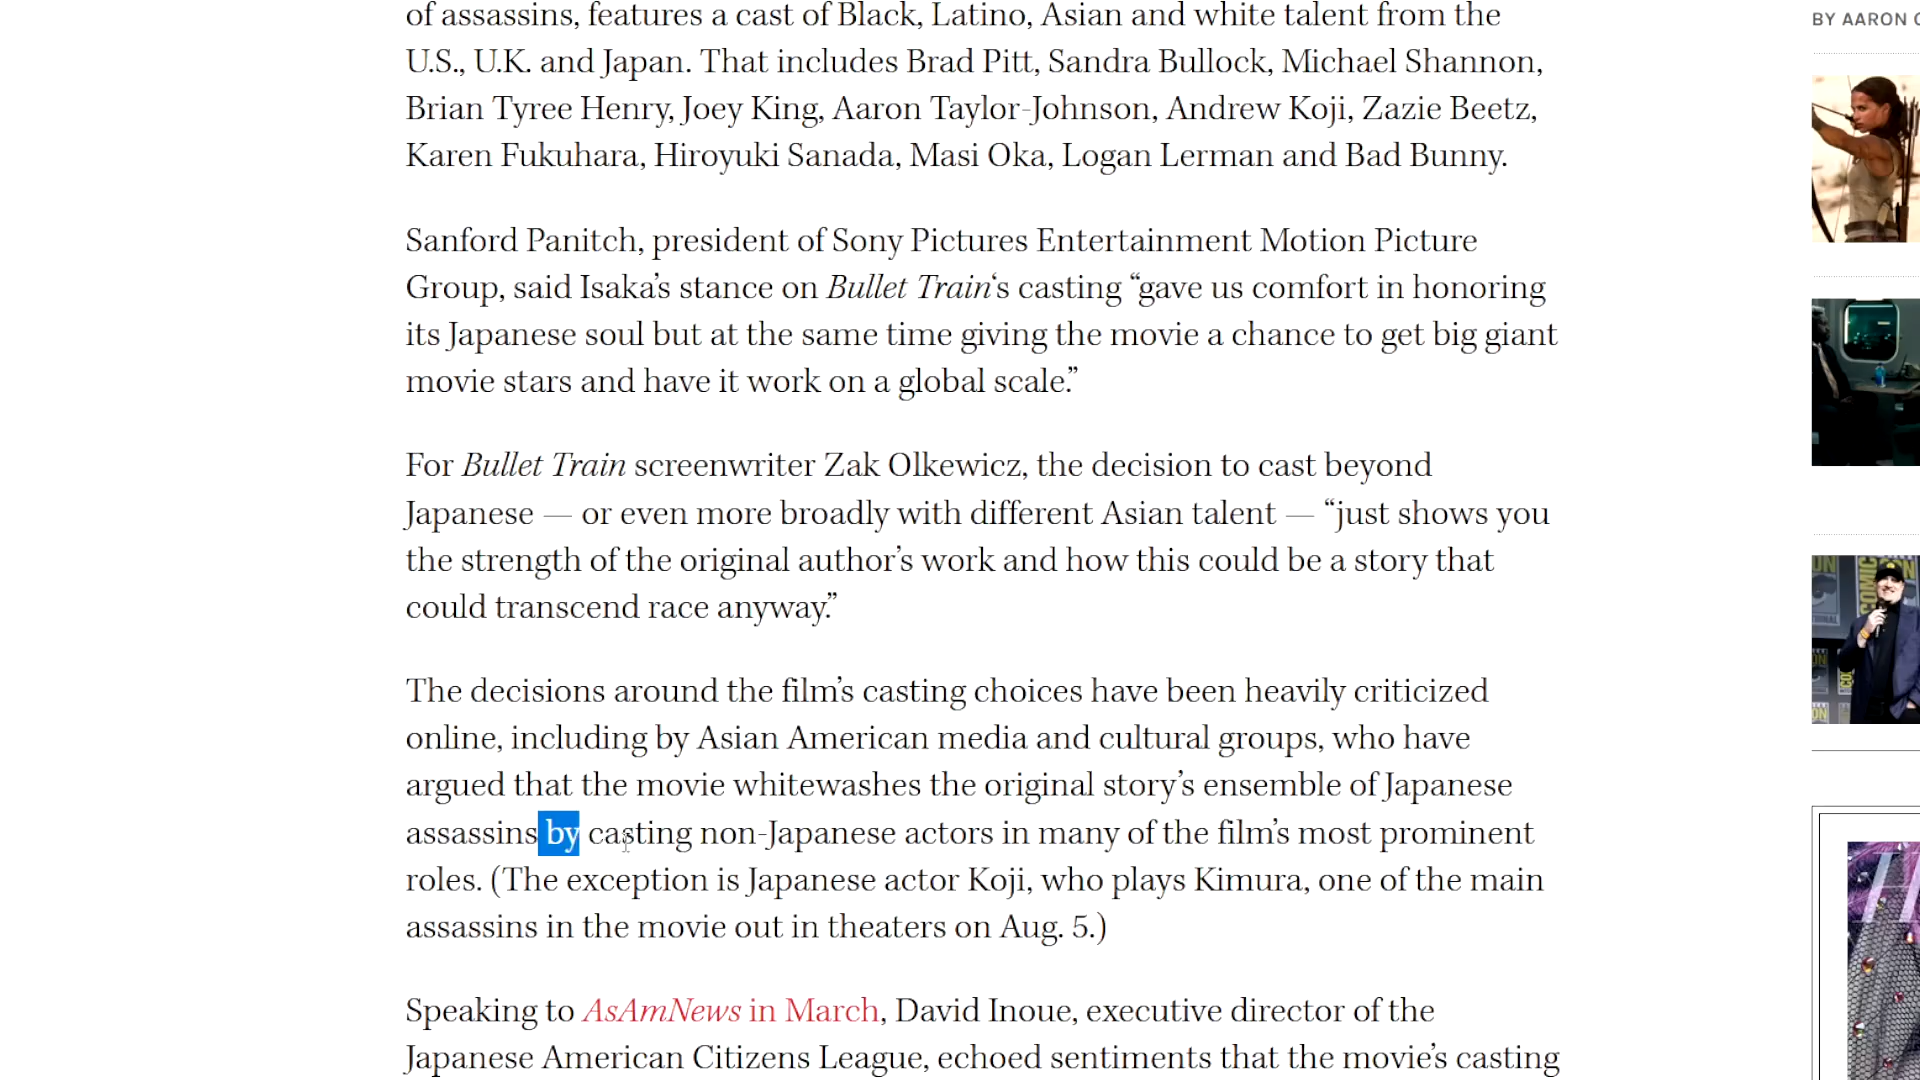 of assassins, features a cast of Black, Latino, Asian and white talent from the
U.S., U.K. and Japan. That includes Brad Pitt, Sandra Bullock, Michael Shannon,
Brian Tyree Henry, Joey King, Aaron Taylor-Johnson, Andrew Koji, Zazie Beetz,
Karen Fukuhara, Hiroyuki Sanada, Masi Oka, Logan Lerman and Bad Bunny.
Sanford Panitch, president of Sony Pictures Entertainment Motion Picture
Group, said Isaka’s stance on Bullet Train‘s casting “gave us comfort in honoring
its Japanese soul but at the same time giving the movie a chance to get big giant
movie stars and have it work on a global scale.”
For Bullet Train screenwriter Zak Olkewicz, the decision to cast beyond
Japanese — or even more broadly with different Asian talent — “just shows you
the strength of the original author’s work and how this could be a story that
could transcend race anyway.”
The decisions around the film’s casting choices have been heavily criticized
online, including by Asian American media and cultural groups, who have
argued that the movie whitewashes the original story’s ensemble of Japanese
assassins by casting non-Japanese actors in many of the film’s most prominent
roles. (The exception is Japanese actor Koji, who plays Kimura, one of the main
assassins in the movie out in theaters on Aug. 5.)
Speaking to AsAmNews in March, David Inoue, executive director of the
Japanese American Citizens League, echoed sentiments that the movie’s casting
BY AARON
COMIC